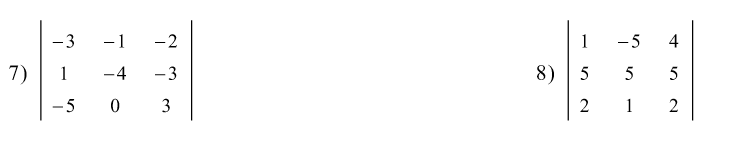 7) | −3 −1 −2 |
| 1 −4 −3 |
| −5 0 3 |
8) | 1 −5 4 |
| 5 5 5 |
| 2 1 2 |